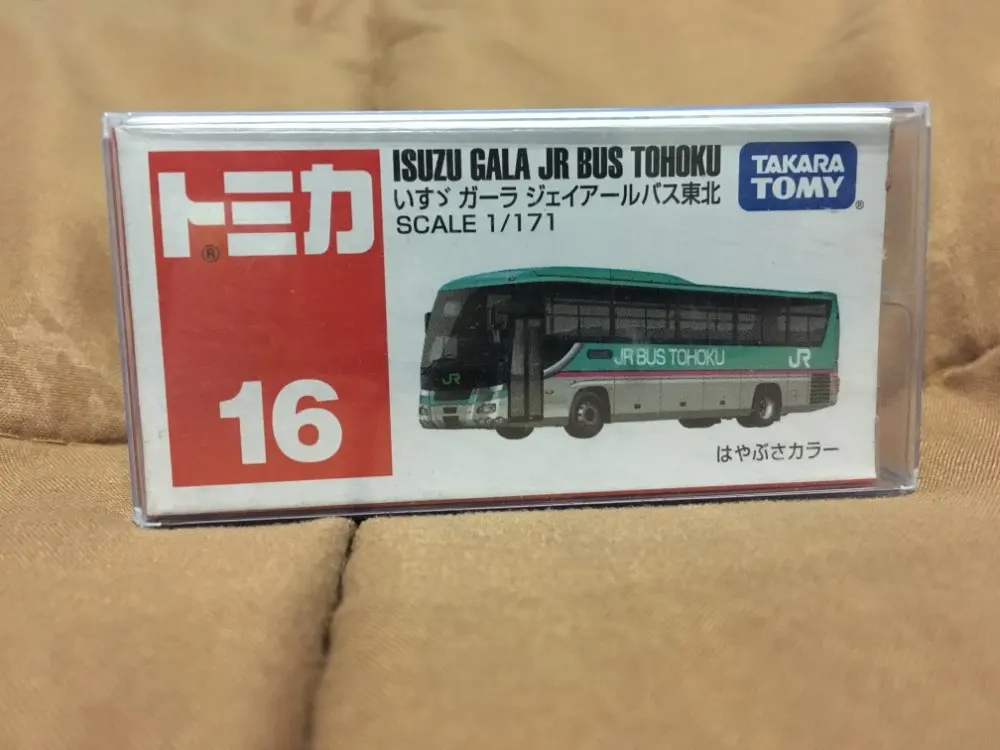 トミカ®
16
ISUZU GALA JR BUS TOHOKU
いすゞ ガーラ ジェイアールバス東北
SCALE 1/171
TAKARA
TOMY®
JR BUS TOHOKU
JR
JR
はやぶさカラー